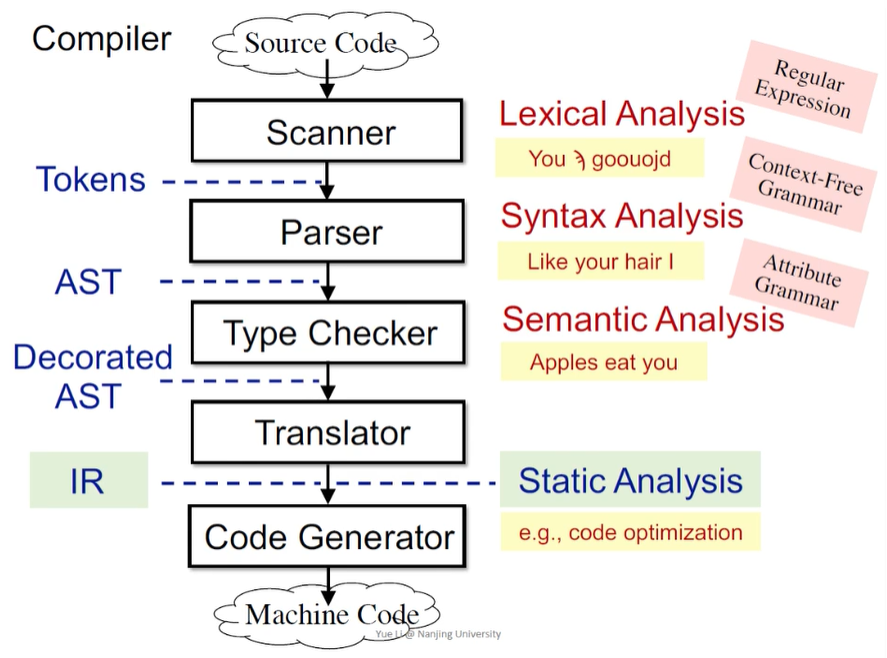 Compiler
Source Code
Regular
Expression
Scanner
Lexical Analysis
You
goouojd
Tokens
Context-Free
Grammar
Parser
Syntax Analysis
Like your hair I
AST
Attribute
Grammar
Type Checker
Semantic Analysis
Apples eat you
Decorated
AST
Translator
IR
Static Analysis
Code Generator
e.g., code optimization
Machine Code
Yue Li @ Nanjing University